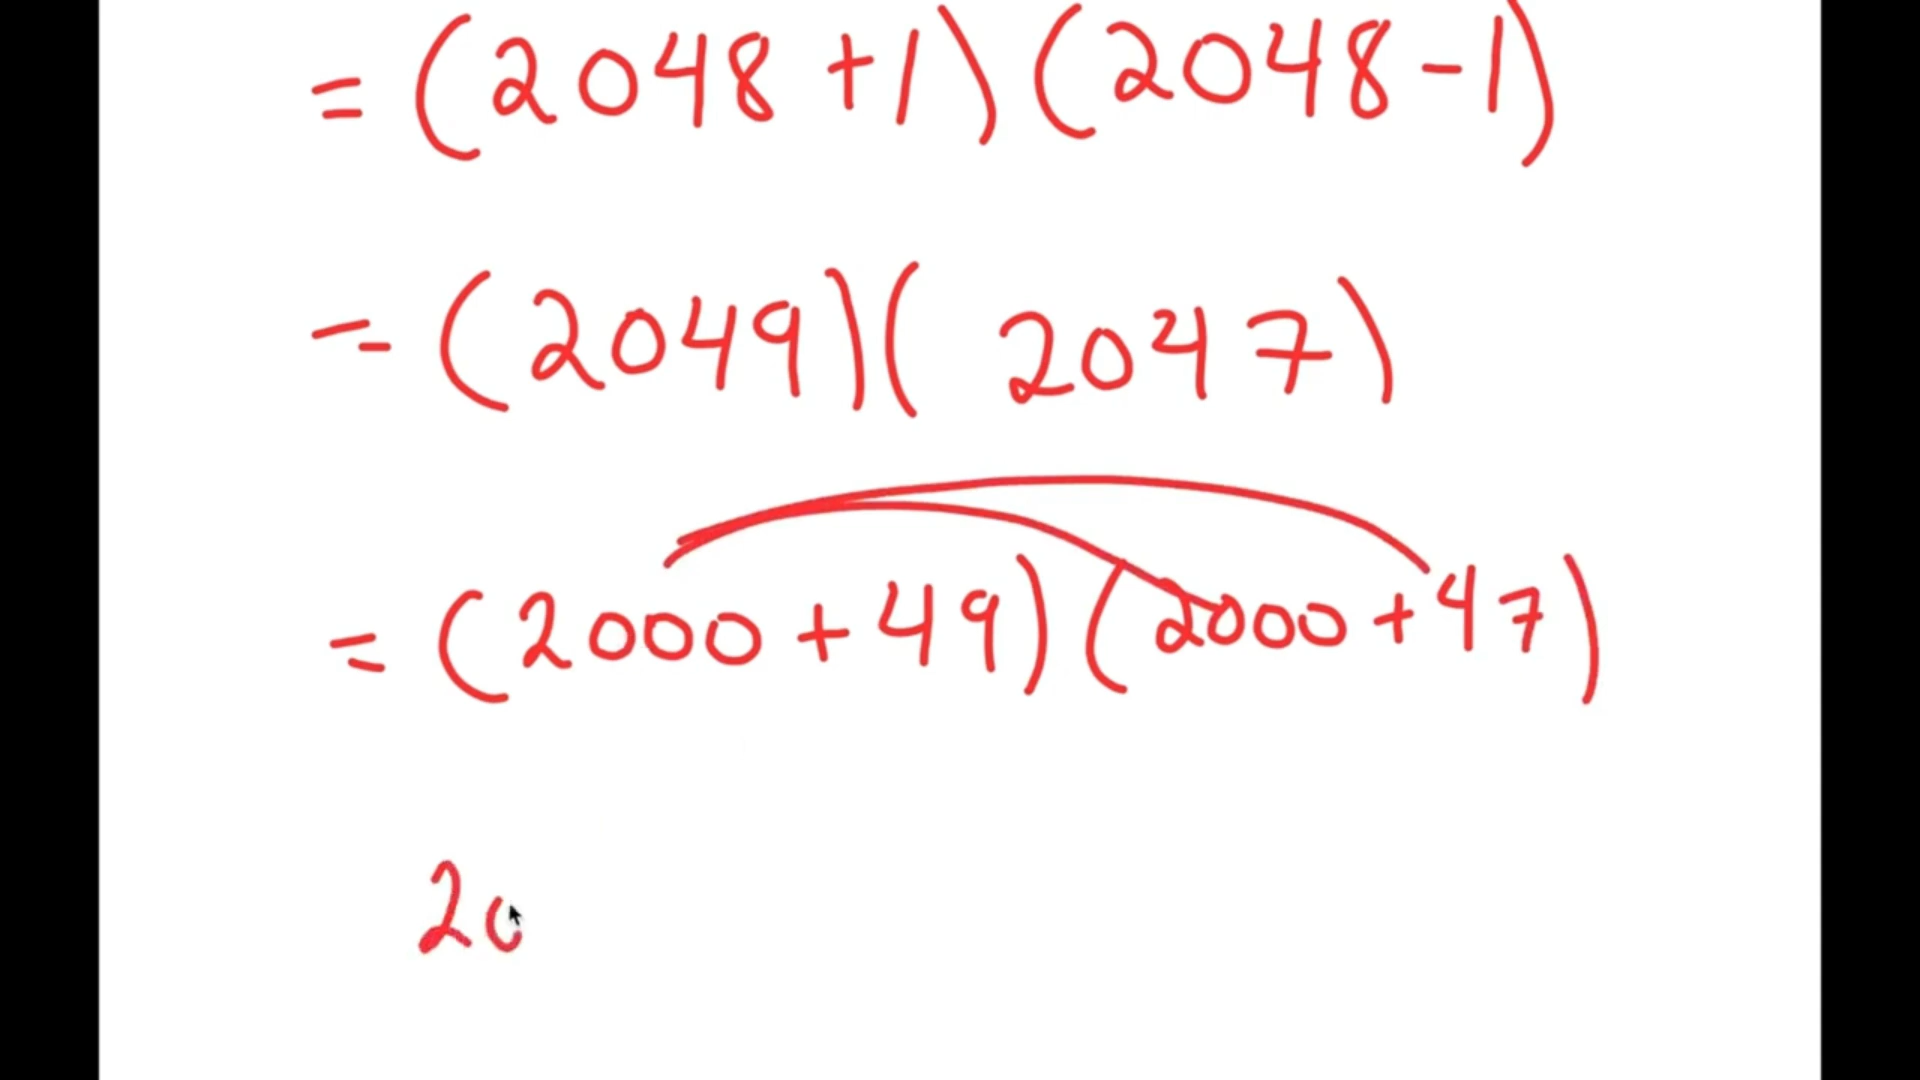 = (2048 +1) (2048 -1)
= (2049)(2047)
= (2000 + 49)(2000 + 47)
20